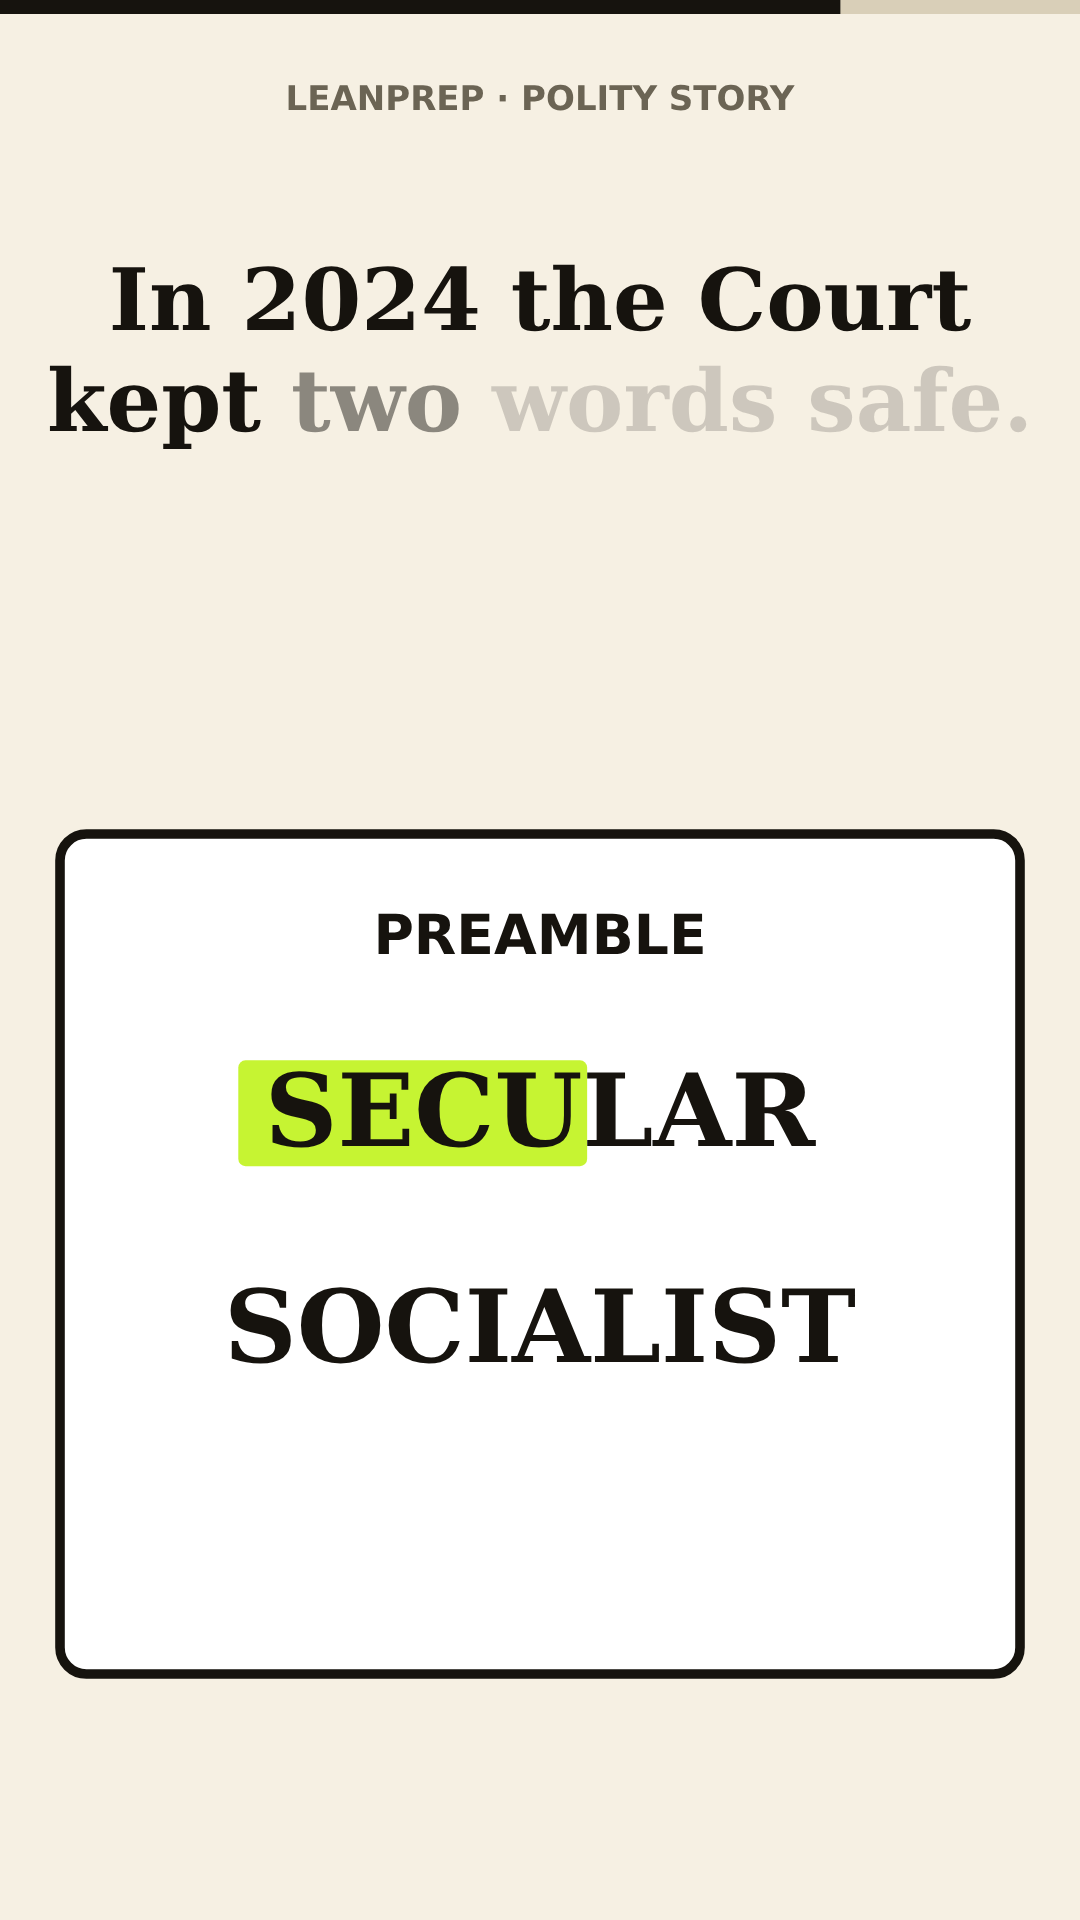 LEANPREP · POLITY STORY
In 2024 the Court
kept two words safe.
PREAMBLE
SECULAR
SOCIALIST